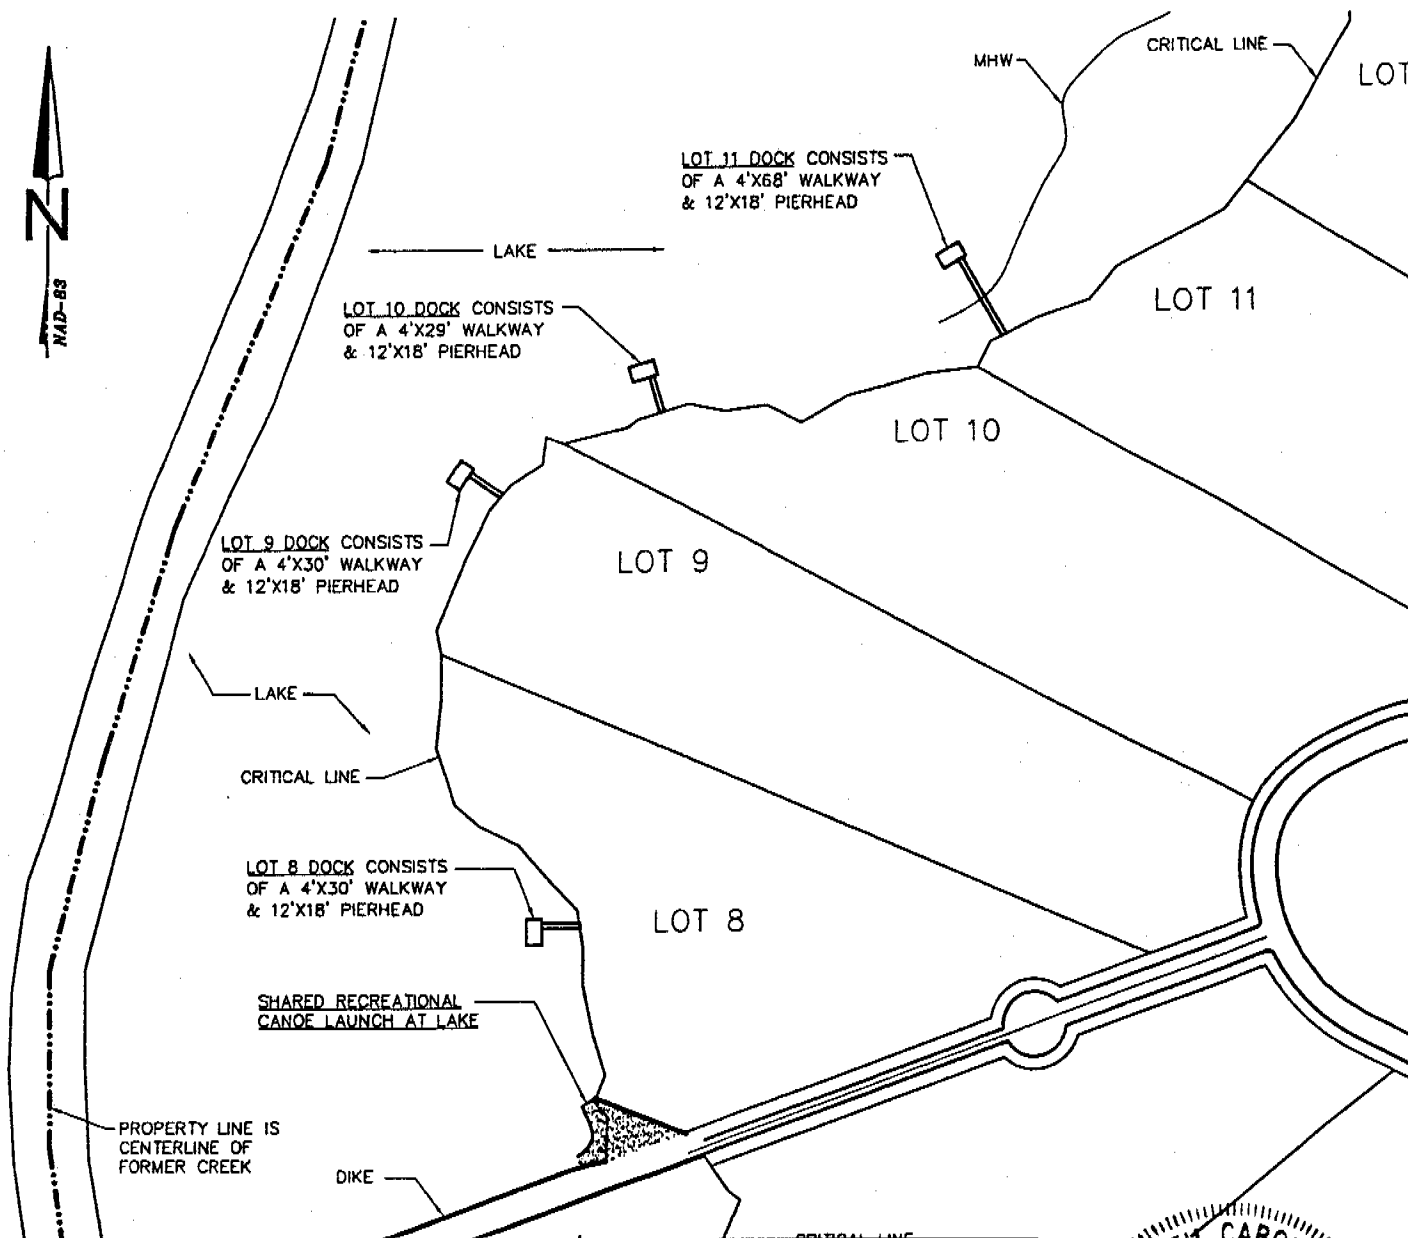 CRITICAL LINE
MHW
LOT
LOT 11 DOCK CONSISTS
OF A 4'X68' WALKWAY
& 12'X18' PIERHEAD
N
NAD-83
LAKE
LOT 11
LOT 10 DOCK CONSISTS
OF A 4'X29' WALKWAY
& 12'X18' PIERHEAD
LOT 10
LOT 9 DOCK CONSISTS
OF A 4'X30' WALKWAY
& 12'X18' PIERHEAD
LOT 9
LAKE
CRITICAL LINE
LOT 8 DOCK CONSISTS
OF A 4'X30' WALKWAY
& 12'X18' PIERHEAD
LOT 8
SHARED RECREATIONAL
CANOE LAUNCH AT LAKE
PROPERTY LINE IS
CENTERLINE OF
FORMER CREEK
DIKE
CRITICAL LINE